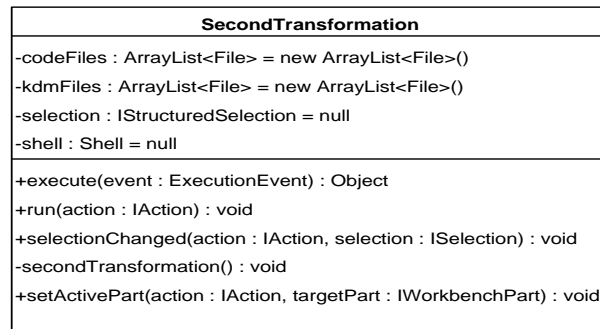 SecondTransformation
-codeFiles : ArrayList<File> = new ArrayList<File>()
-kdmFiles : ArrayList<File> = new ArrayList<File>()
-selection : IStructuredSelection = null
-shell : Shell = null
+execute(event : ExecutionEvent) : Object
+run(action : IAction) : void
+selectionChanged(action : IAction, selection : ISelection) : void
-secondTransformation() : void
+setActivePart(action : IAction, targetPart : IWorkbenchPart) : void